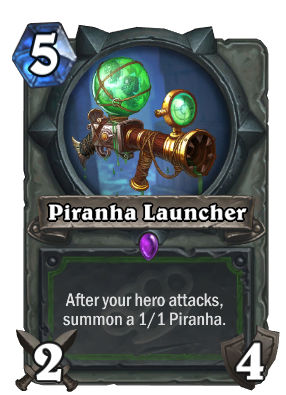 5
Piranha Launcher
After your hero attacks,
summon a 1/1 Piranha.
2
4